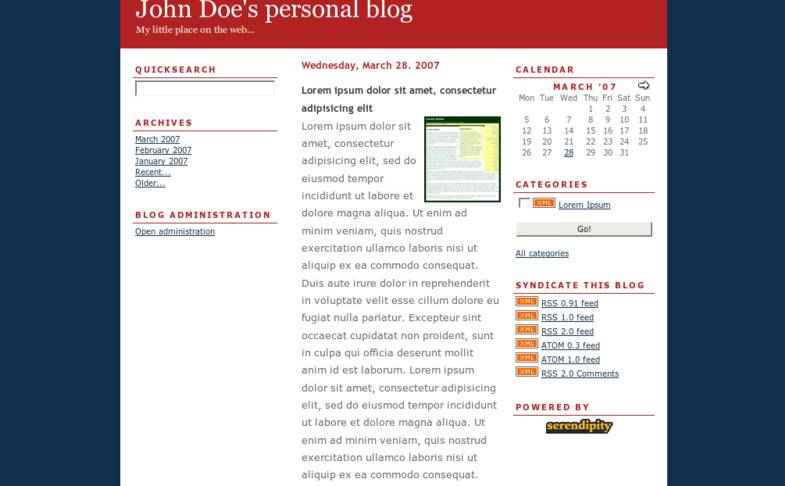 John Doe's personal blog
My little place on the web...
QUICKSEARCH
ARCHIVES
March 2007
February 2007
January 2007
Recent...
Older...
BLOG ADMINISTRATION
Open administration
Wednesday, March 28. 2007
Lorem ipsum dolor sit amet, consectetur
adipisicing elit
Lorem ipsum dolor sit
amet, consectetur
adipisicing elit, sed do
eiusmod tempor
incididunt ut labore et
dolore magna aliqua. Ut enim ad
minim veniam, quis nostrud
exercitation ullamco laboris nisi ut
aliquip ex ea commodo consequat.
Duis aute irure dolor in reprehenderit
in voluptate velit esse cillum dolore eu
fugiat nulla pariatur. Excepteur sint
occaecat cupidatat non proident, sunt
in culpa qui officia deserunt mollit
anim id est laborum. Lorem ipsum
dolor sit amet, consectetur adipisicing
elit, sed do eiusmod tempor incididunt
ut labore et dolore magna aliqua. Ut
enim ad minim veniam, quis nostrud
exercitation ullamco laboris nisi ut
aliquip ex ea commodo consequat.
CALENDAR
MARCH '07
Mon Tue Wed Thu Fri Sat Sun
1 2 3 4
5 6 7 8 9 10 11
12 13 14 15 16 17 18
19 20 21 22 23 24 25
26 27 28 29 30 31
CATEGORIES
XML Lorem Ipsum
Go!
All categories
SYNDICATE THIS BLOG
XML RSS 0.91 feed
XML RSS 1.0 feed
XML RSS 2.0 feed
XML ATOM 0.3 feed
XML ATOM 1.0 feed
XML RSS 2.0 Comments
POWERED BY
serendipity